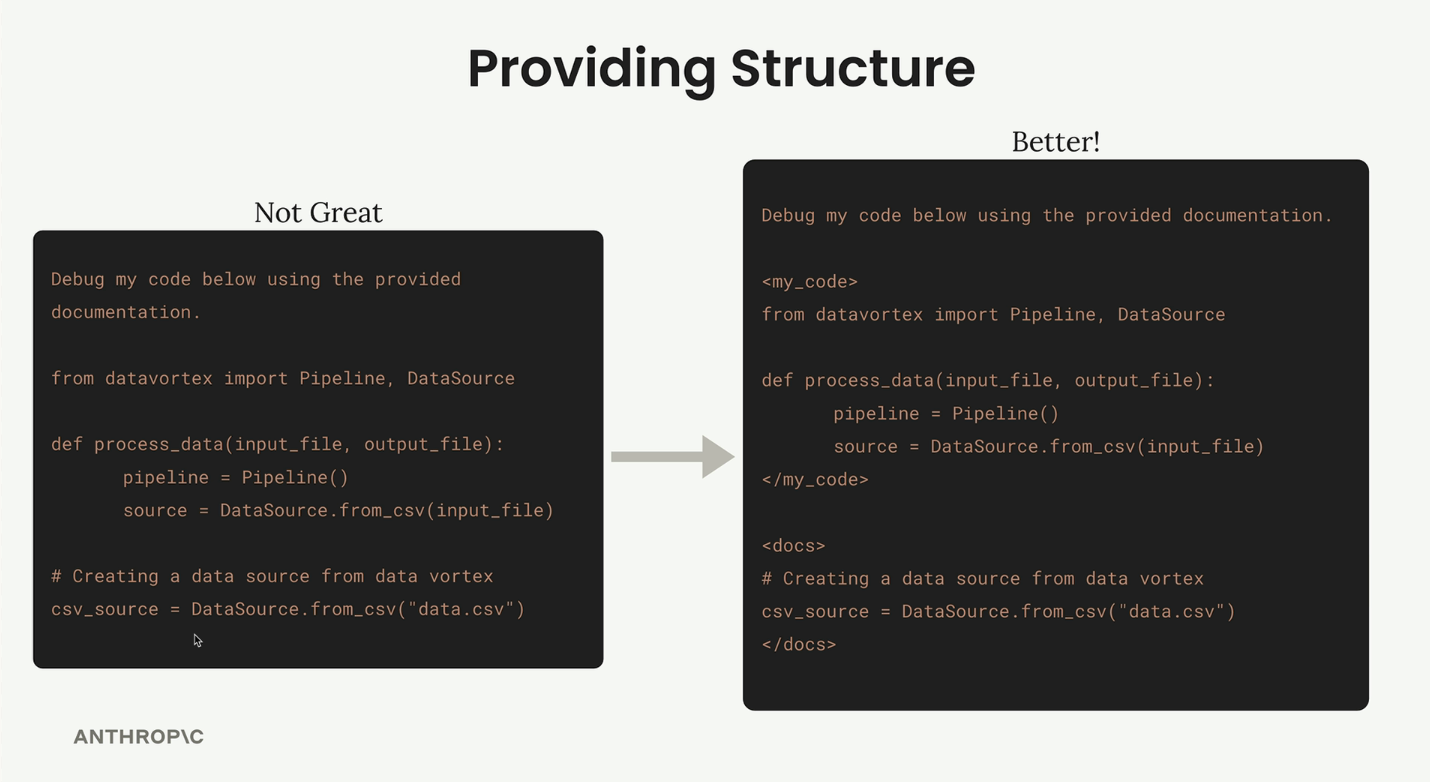 Providing Structure
Not Great
Debug my code below using the provided
documentation.
from datavortex import Pipeline, DataSource
def process_data(input_file, output_file):
pipeline = Pipeline()
source = DataSource.from_csv(input_file)
# Creating a data source from data vortex
csv_source = DataSource.from_csv("data.csv")
Better!
Debug my code below using the provided documentation.
<my_code>
from datavortex import Pipeline, DataSource
def process_data(input_file, output_file):
pipeline = Pipeline()
source = DataSource.from_csv(input_file)
</my_code>
<docs>
# Creating a data source from data vortex
csv_source = DataSource.from_csv("data.csv")
</docs>
ANTHROP\C